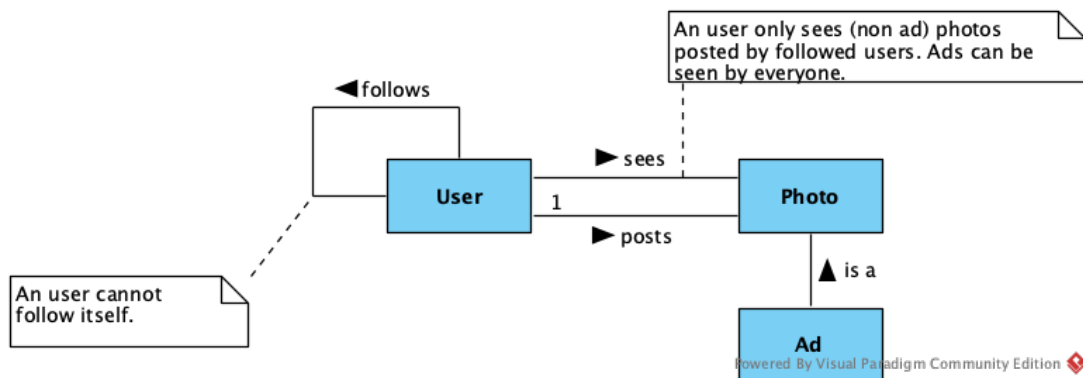 An user only sees (non ad) photos
posted by followed users. Ads can be
seen by everyone.
follows
sees
User
Photo
1
posts
is a
An user cannot
follow itself.
Ad
Powered By Visual Paradigm Community Edition